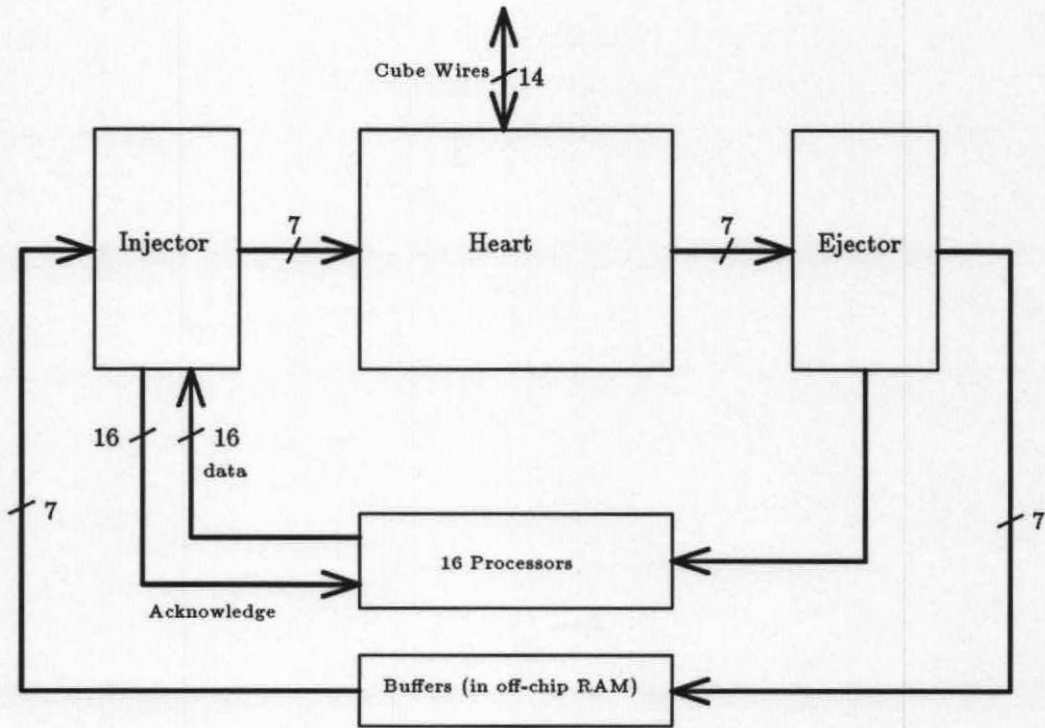 Cube Wires 14
Injector
7
Heart
7
Ejector
16
16
data
7
7
16 Processors
Acknowledge
Buffers (in off-chip RAM)